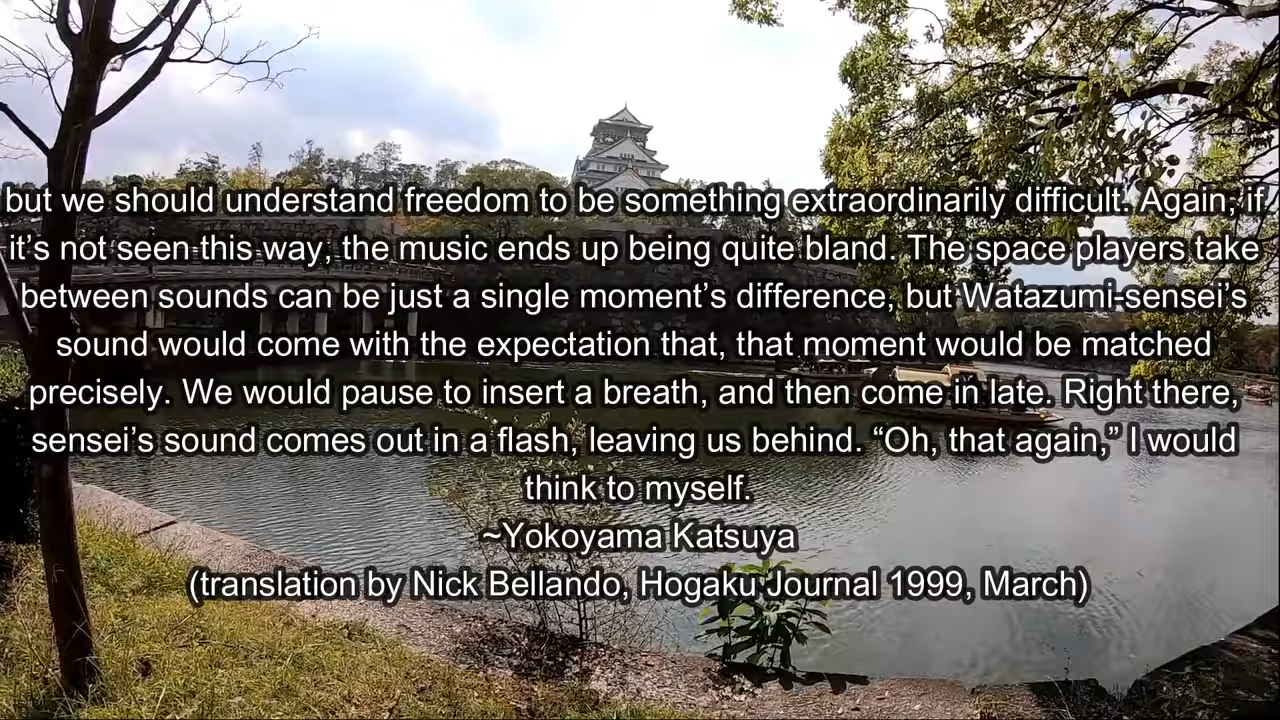 but we should understand freedom to be something extraordinarily difficult. Again, if
it’s not seen this way, the music ends up being quite bland. The space players take
between sounds can be just a single moment’s difference, but Watazumi-sensei’s
sound would come with the expectation that, that moment would be matched
precisely. We would pause to insert a breath, and then come in late. Right there,
sensei’s sound comes out in a flash, leaving us behind. “Oh, that again,” I would
think to myself.
~Yokoyama Katsuya
(translation by Nick Bellando, Hogaku Journal 1999, March)